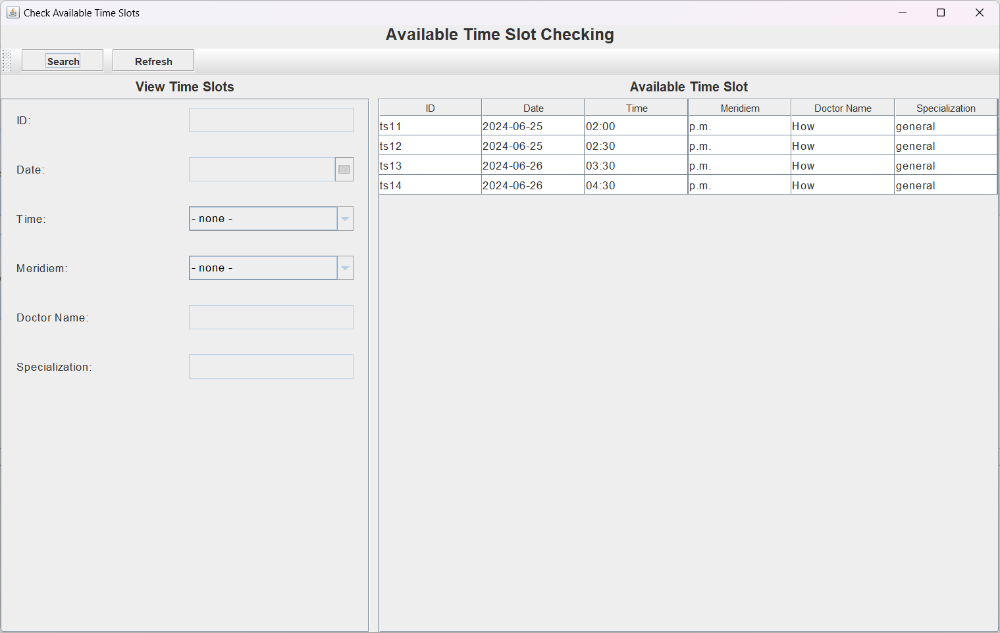 Check Available Time Slots
Available Time Slot Checking
Search Refresh
View Time Slots
ID:
Date:
Time: - none -
Meridiem: - none -
Doctor Name:
Specialization:
Available Time Slot
ID Date Time Meridiem Doctor Name Specialization
ts11 2024-06-25 02:00 p.m. How general
ts12 2024-06-25 02:30 p.m. How general
ts13 2024-06-26 03:30 p.m. How general
ts14 2024-06-26 04:30 p.m. How general